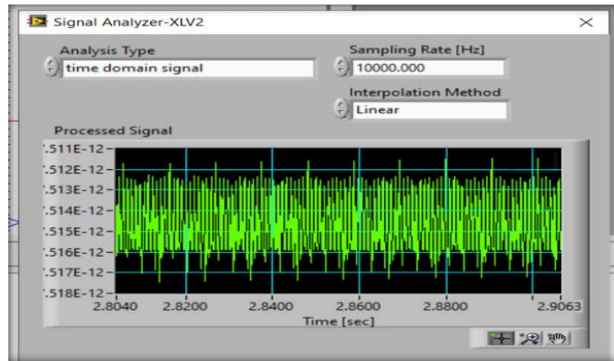 Signal Analyzer-XLV2
Analysis Type
time domain signal
Sampling Rate [Hz]
10000.000
Interpolation Method
Linear
Processed Signal
.511E-12
.512E-12
.513E-12
.514E-12
.515E-12
.516E-12
.517E-12
.518E-12
2.8040 2.8200 2.8400 2.8600 2.8800 2.9063
Time [sec]